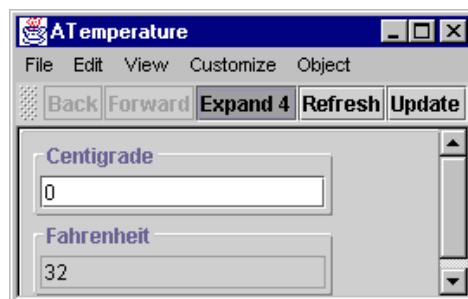 ATemperature
File Edit View Customize Object
Back Forward Expand 4 Refresh Update
Centigrade
0
Fahrenheit
32